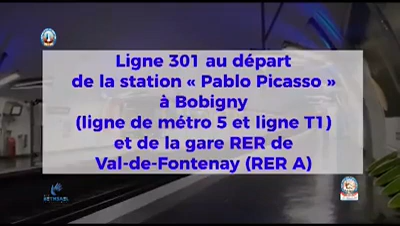 Ligne 301 au départ
de la station « Pablo Picasso »
à Bobigny
(ligne de métro 5 et ligne T1)
et de la gare RER de
Val-de-Fontenay (RER A)